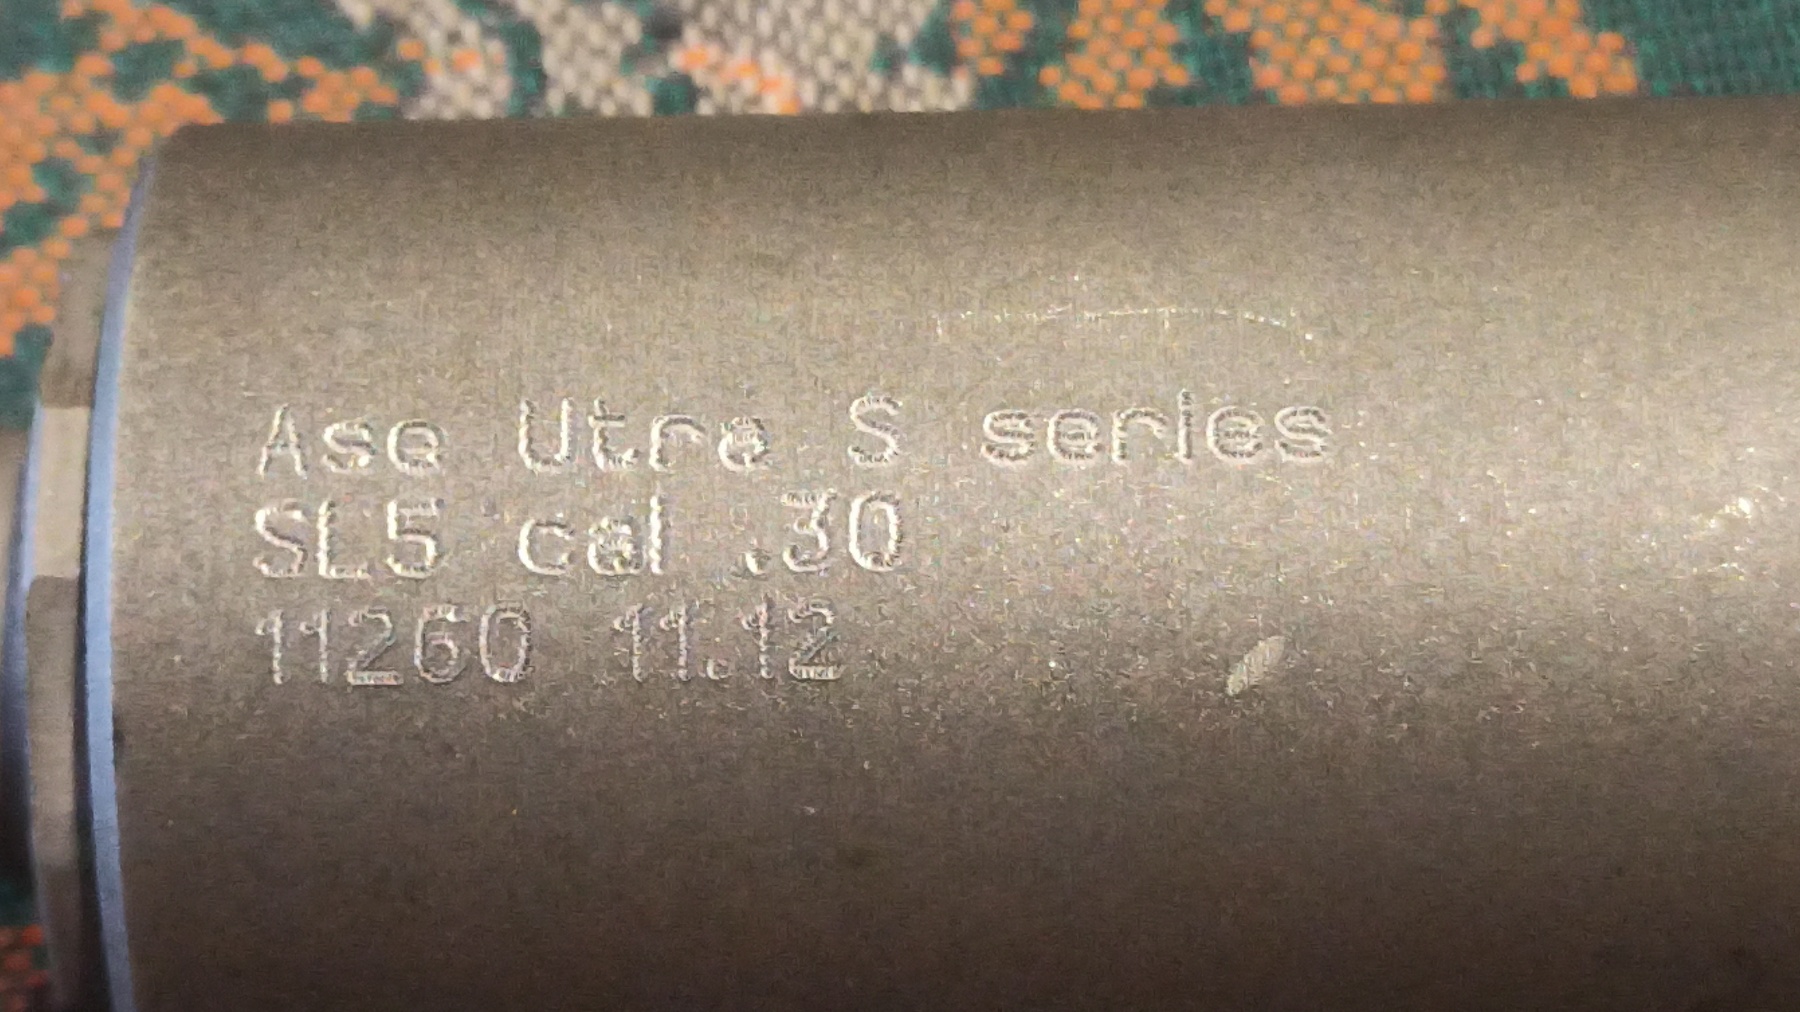 Ase Utra S series
SL5 cal .30
11260 11.12